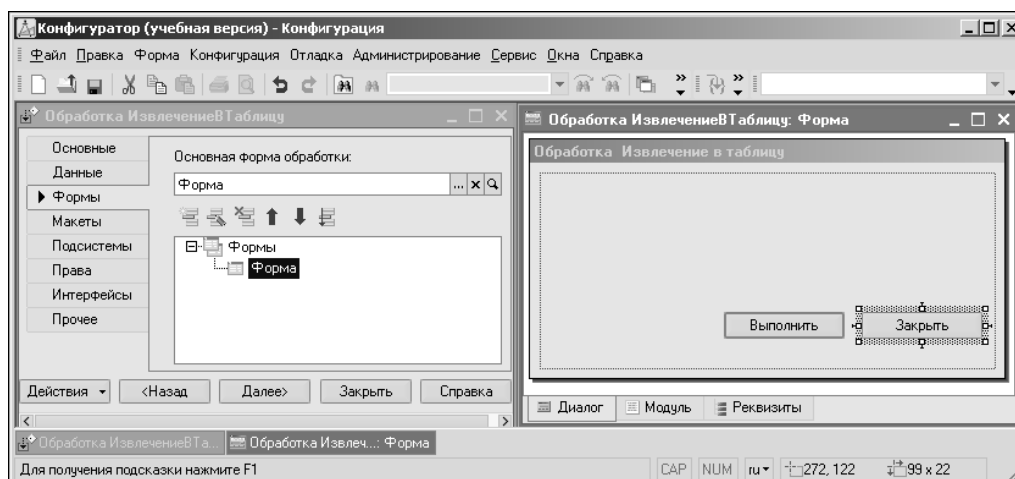 Конфигуратор (учебная версия) - Конфигурация
Файл Правка Форма Конфигурация Отладка Администрирование Сервис Окна Справка
Обработка ИзвлечениеВТаблицу
Основные
Данные
Формы
Макеты
Подсистемы
Права
Интерфейсы
Прочее
Основная форма обработки:
Форма
Формы
Форма
Действия <Назад Далее> Закрыть Справка
Обработка ИзвлечениеВТаблицу: Форма
Обработка Извлечение в таблицу
Выполнить Закрыть
Диалог Модуль Реквизиты
Обработка ИзвлечениеВТа... Обработка Извлеч...: Форма
Для получения подсказки нажмите F1 CAP NUM ru 272, 122 99 x 22